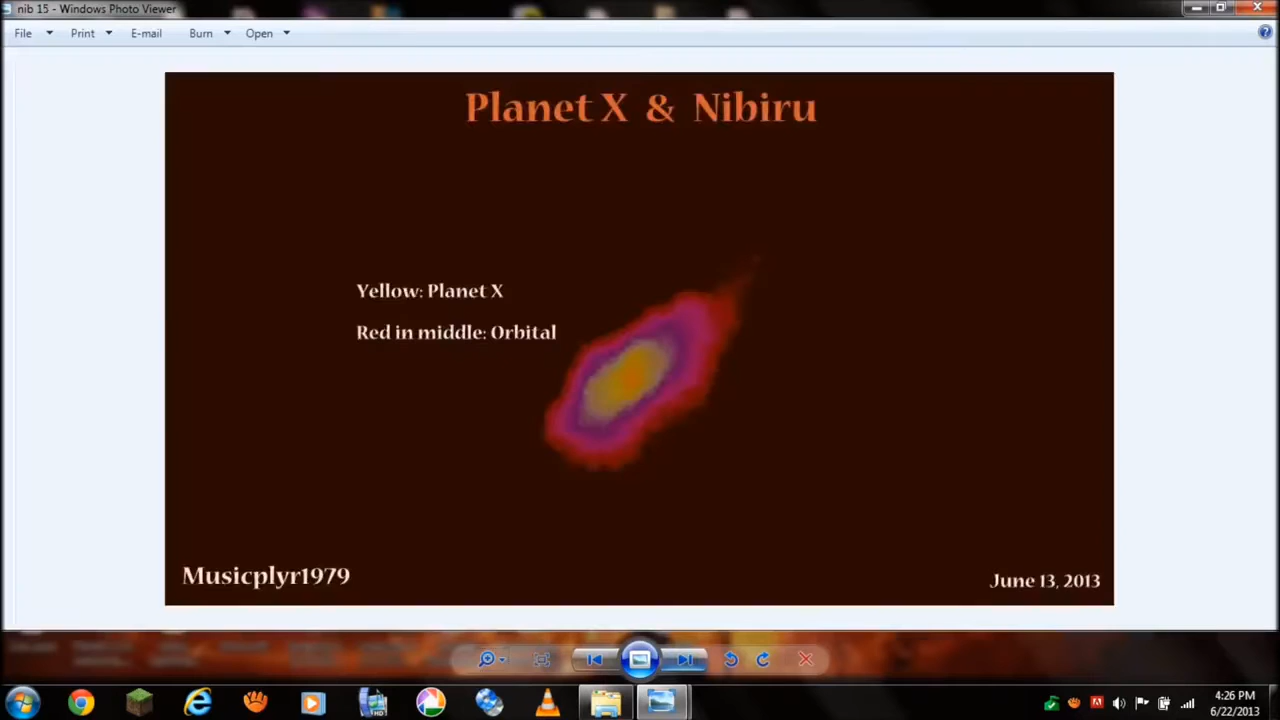 nib 15 - Windows Photo Viewer
File Print E-mail Burn Open
Planet X & Nibiru
Yellow: Planet X
Red in middle: Orbital
Musicplyr1979
June 13, 2013
4:26 PM
6/22/2013